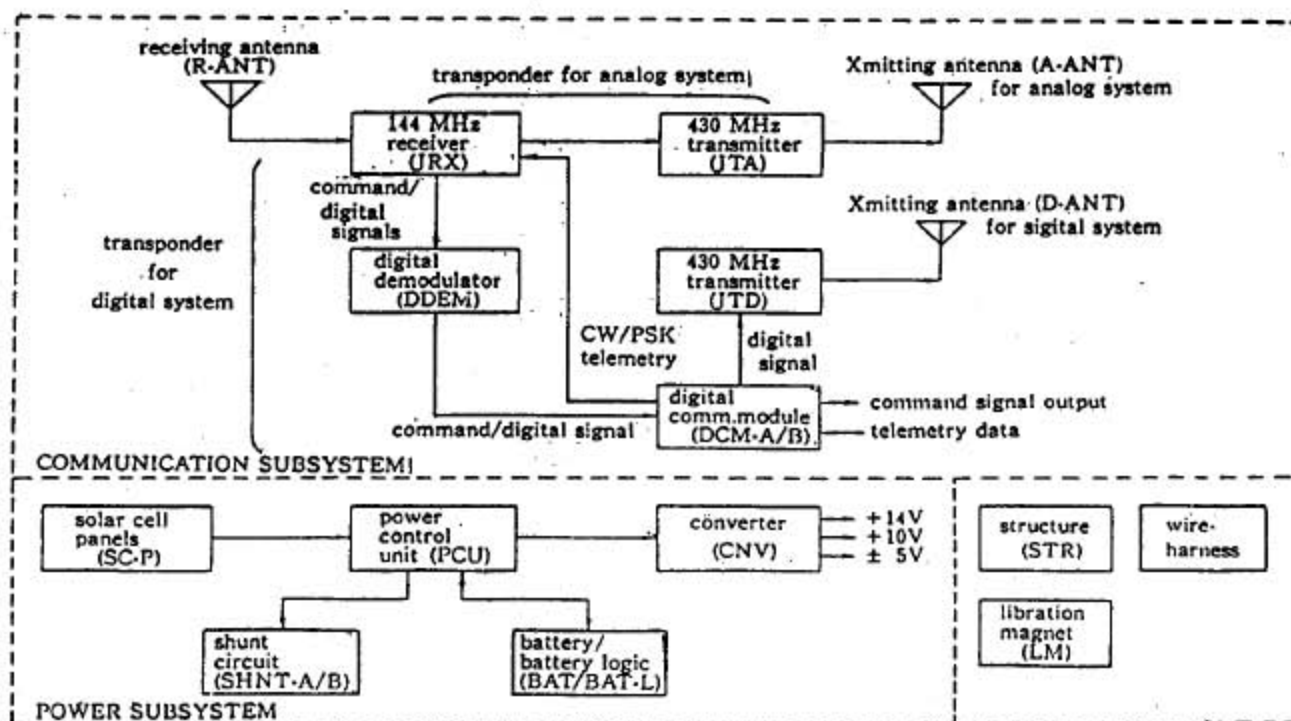 receiving antenna
(R-ANT)
transponder for analog system
Xmitting antenna (A-ANT)
for analog system
144 MHz
receiver
(JRX)
430 MHz
transmitter
(JTA)
command/
digital
signals
transponder
for
digital system
Xmitting antenna (D-ANT)
for sigital system
digital
demodulator
(DDEM)
430 MHz
transmitter
(JTD)
CW/PSK
telemetry
digital
signal
digital
comm.module
(DCM-A/B)
command signal output
telemetry data
command/digital signal
COMMUNICATION SUBSYSTEM
solar cell
panels
(SC-P)
power
control
unit (PCU)
converter
(CNV)
+14V
+10V
± 5V
structure
(STR)
wire-
harness
shunt
circuit
(SHNT-A/B)
battery/
battery logic
(BAT/BAT-L)
libration
magnet
(LM)
POWER SUBSYSTEM